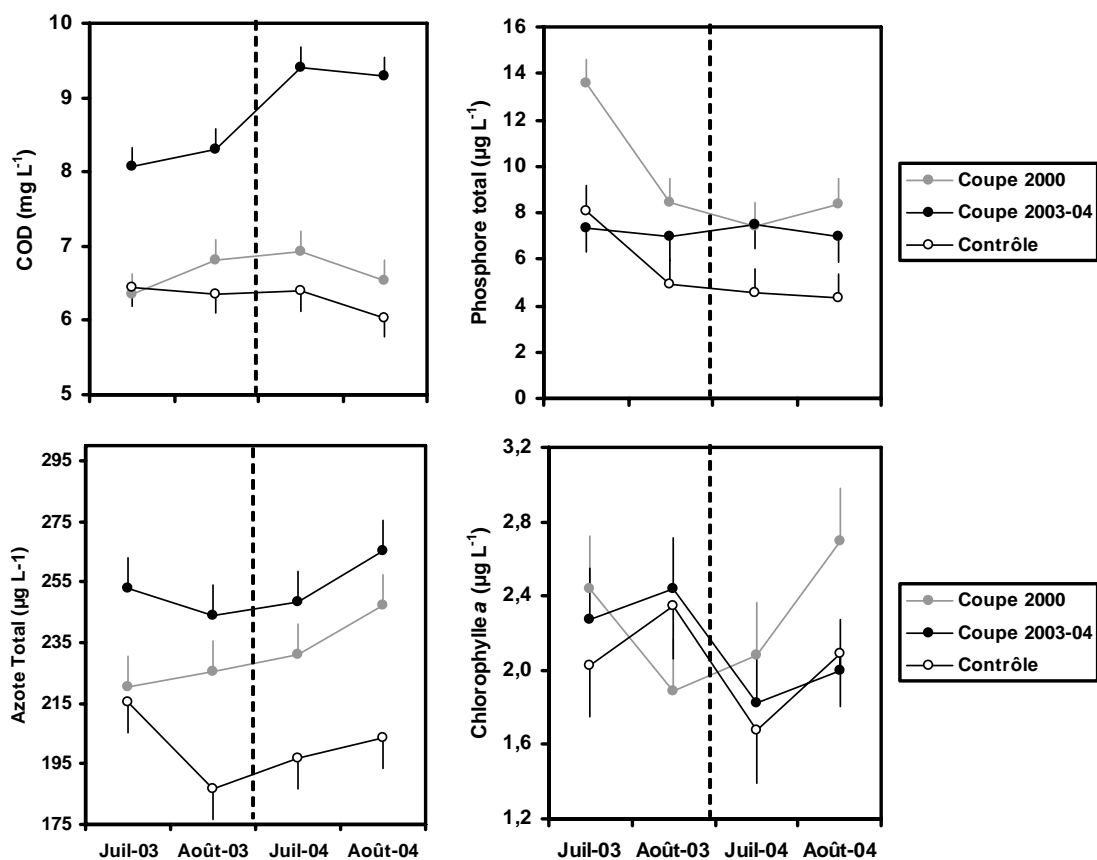 COD (mg L-1)
10
9
8
7
6
5
Phosphore total (µg L-1)
16
14
12
10
8
6
4
2
0
Coupe 2000
Coupe 2003-04
Contrôle
Azote Total (µg L-1)
295
275
255
235
215
195
175
Juil-03 Août-03 Juil-04 Août-04
Chlorophylle a (µg L-1)
3,2
2,8
2,4
2,0
1,6
1,2
Juil-03 Août-03 Juil-04 Août-04
Coupe 2000
Coupe 2003-04
Contrôle